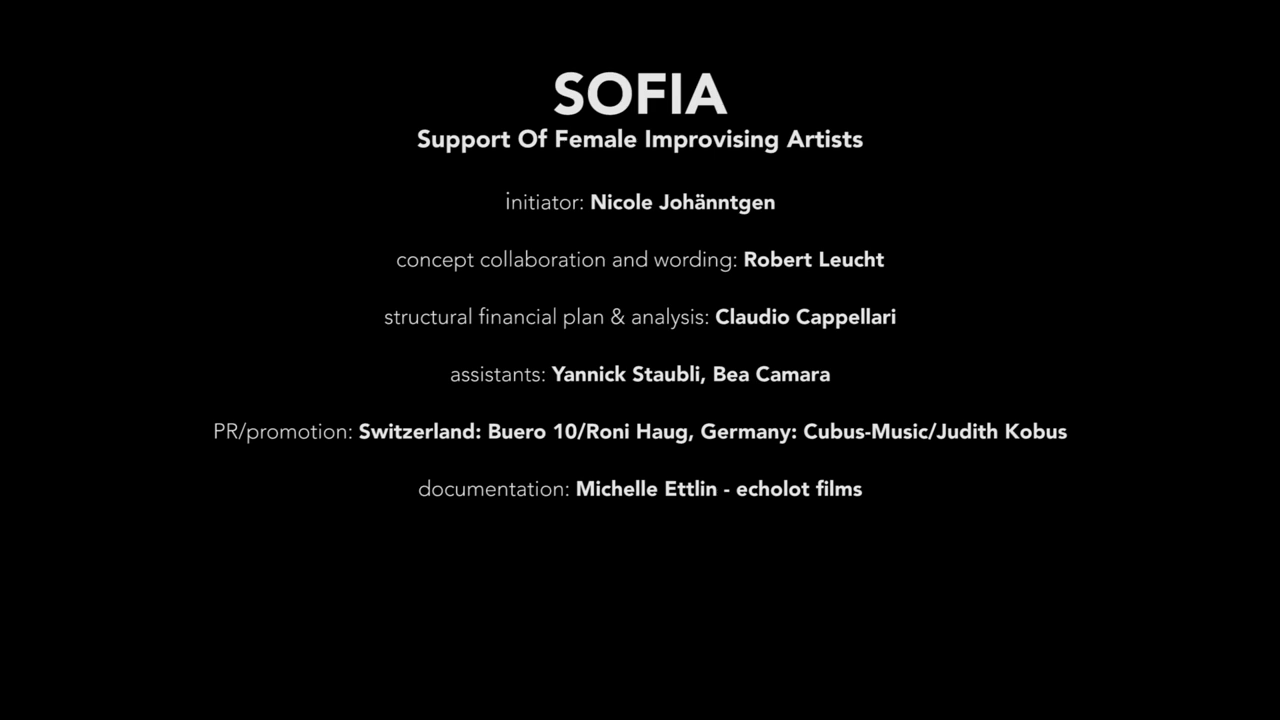 SOFIA
Support Of Female Improvising Artists
initiator: Nicole Johänntgen
concept collaboration and wording: Robert Leucht
structural financial plan & analysis: Claudio Cappellari
assistants: Yannick Staubli, Bea Camara
PR/promotion: Switzerland: Buero 10/Roni Haug, Germany: Cubus-Music/Judith Kobus
documentation: Michelle Ettlin - echolot films